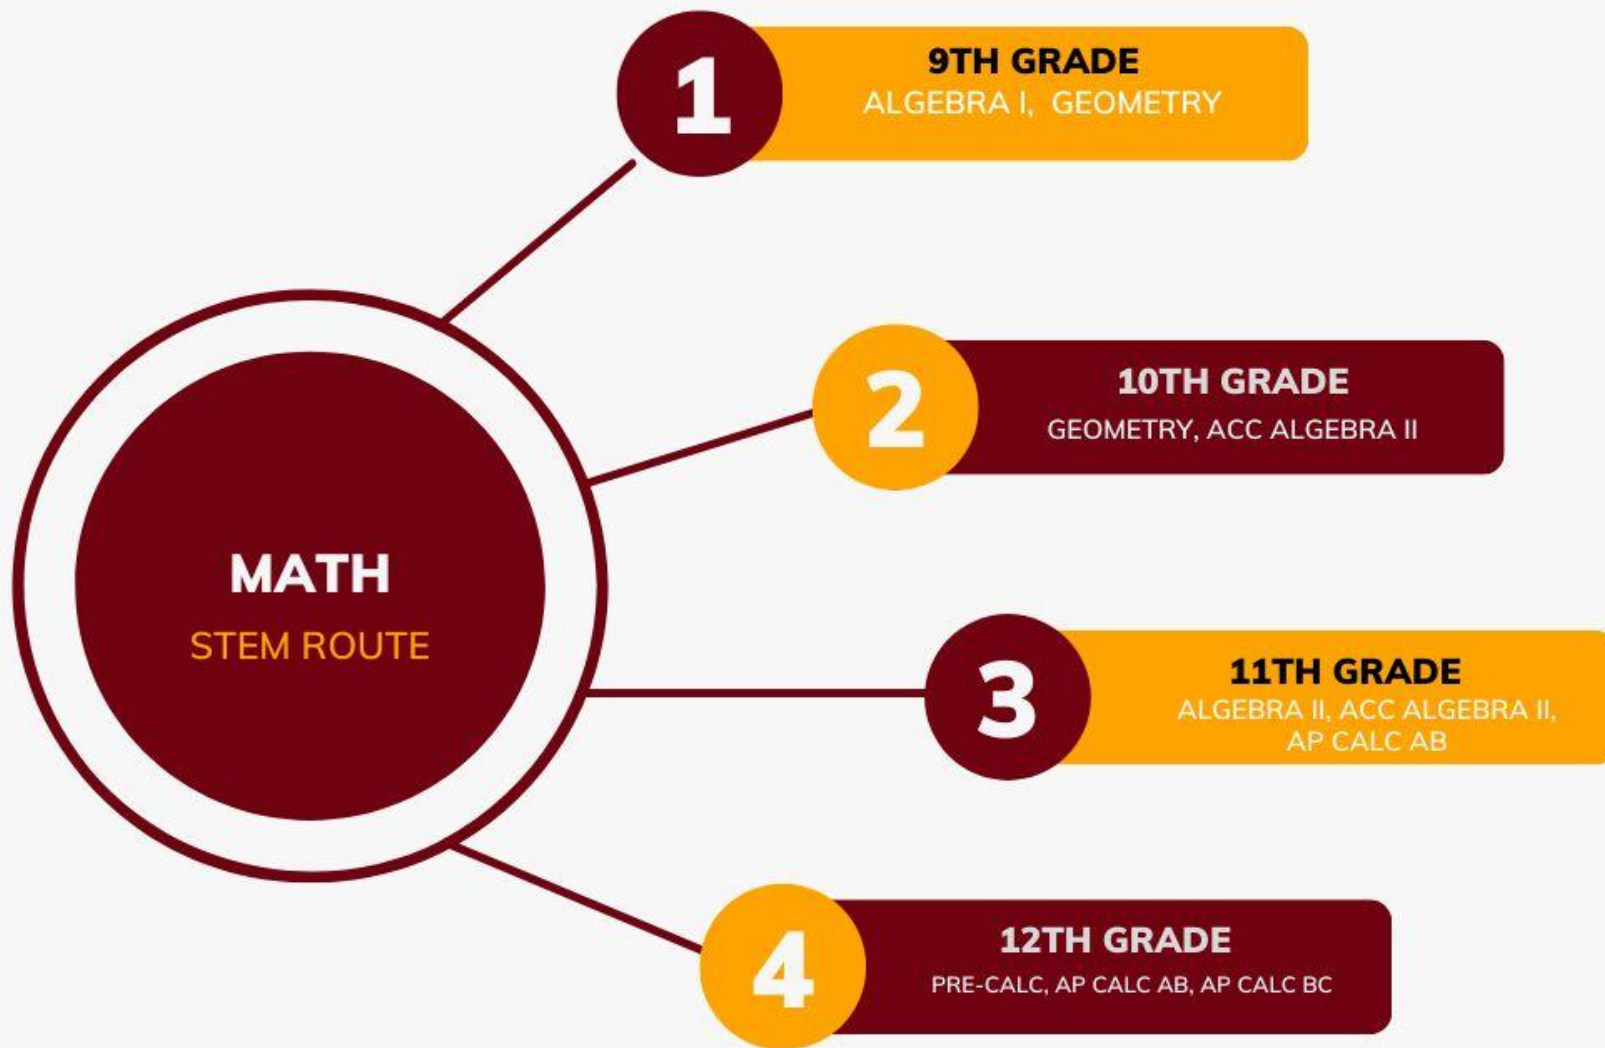 1
9TH GRADE
ALGEBRA I, GEOMETRY
2
10TH GRADE
GEOMETRY, ACC ALGEBRA II
MATH
STEM ROUTE
3
11TH GRADE
ALGEBRA II, ACC ALGEBRA II,
AP CALC AB
4
12TH GRADE
PRE-CALC, AP CALC AB, AP CALC BC